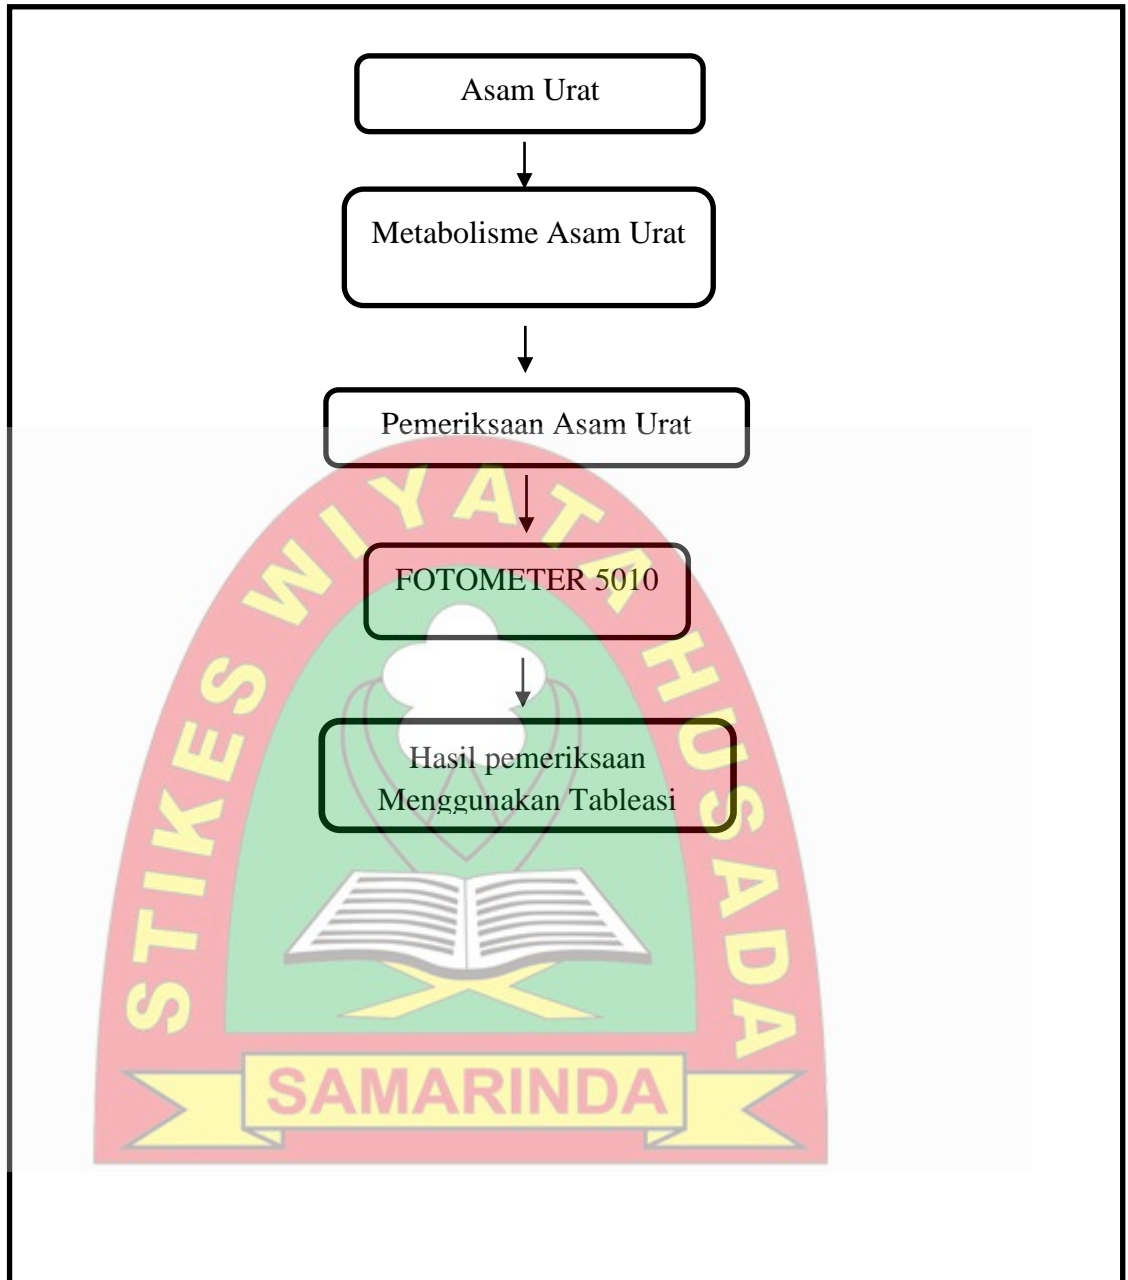 Asam Urat
Metabolisme Asam Urat
Pemeriksaan Asam Urat
FOTOMETER 5010
Hasil pemeriksaan
Menggunakan Tableasi
STIKES WIYATA HUSADA
SAMARINDA